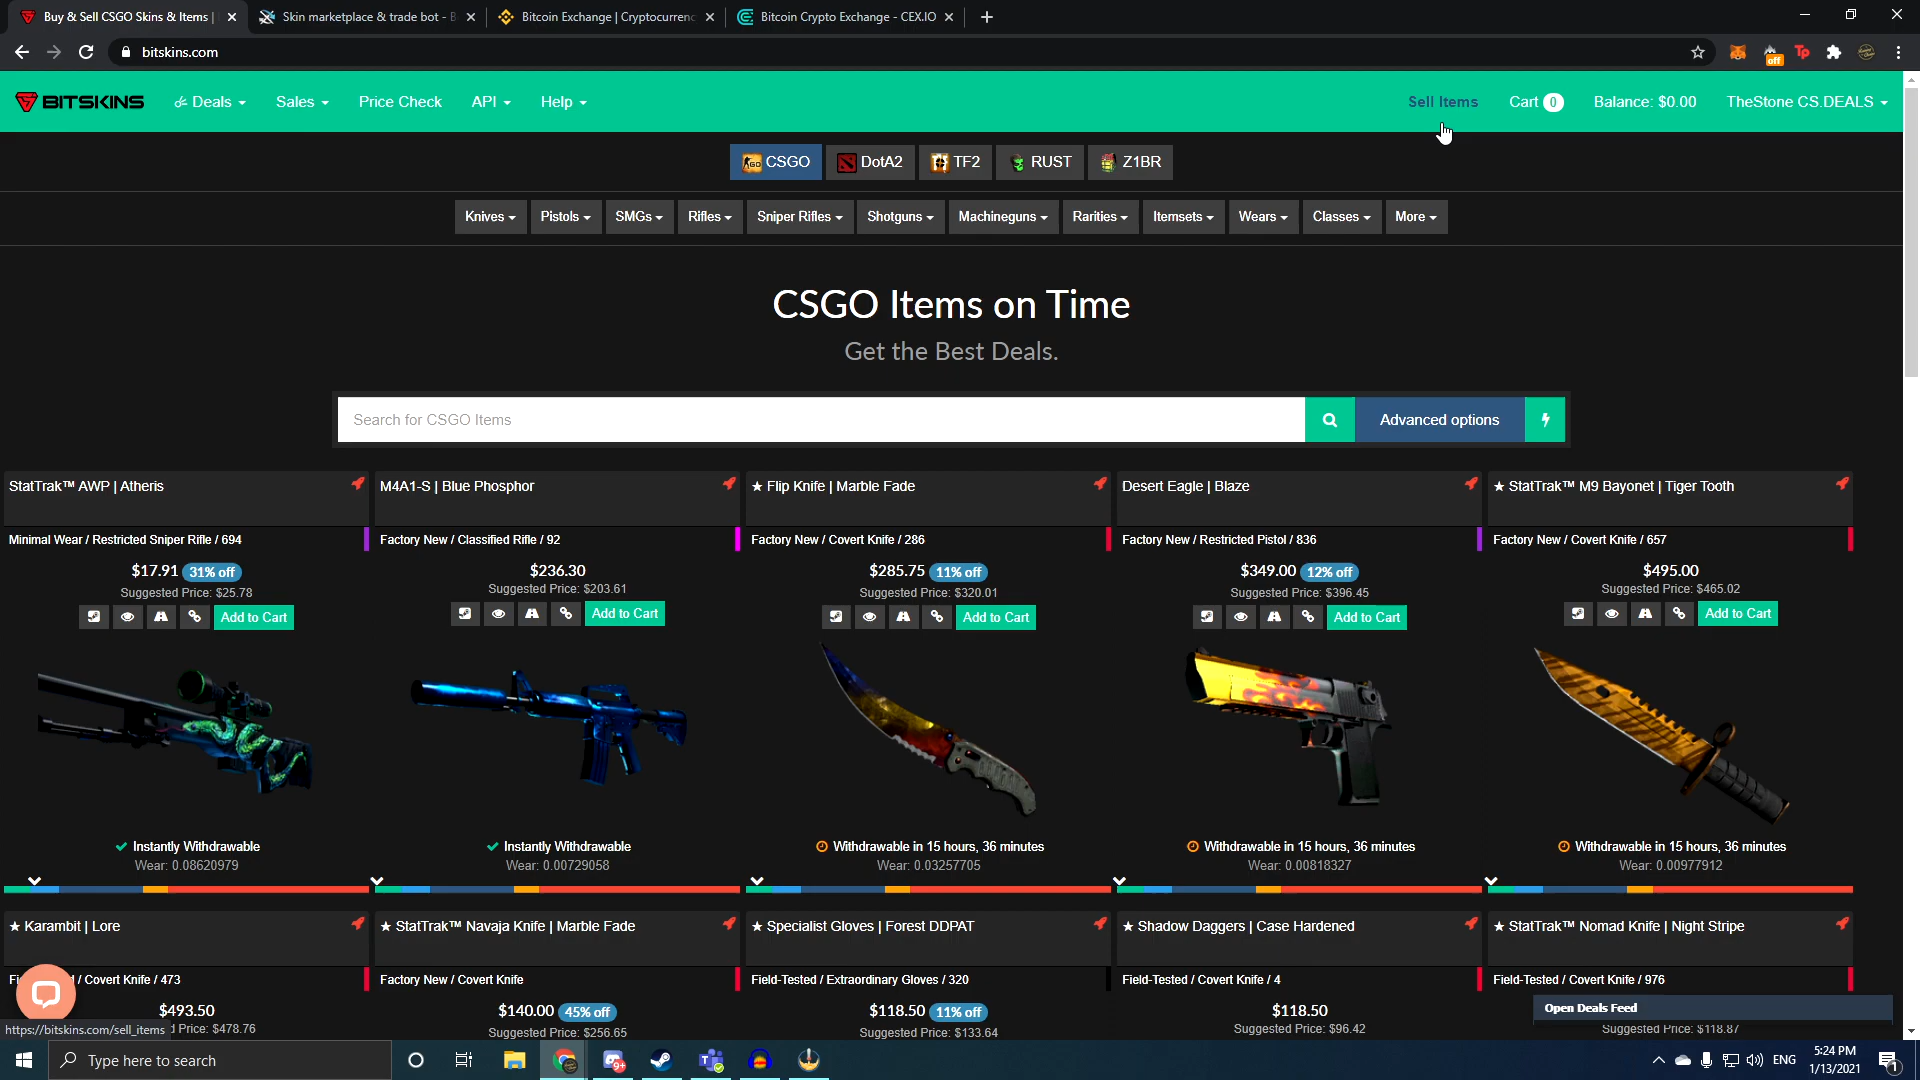 Buy & Sell CSGO Skins & Items |
Skin marketplace & trade bot - B
Bitcoin Exchange | Cryptocurrenc
Bitcoin Crypto Exchange - CEX.IO
bitskins.com
off
Tp
BITSKINS
Deals
Sales
Price Check
API
Help
Sell Items
Cart 0
Balance: $0.00
TheStone CS.DEALS
CSGO
DotA2
TF2
RUST
Z1BR
Knives
Pistols
SMGs
Rifles
Sniper Rifles
Shotguns
Machineguns
Rarities
Itemsets
Wears
Classes
More
CSGO Items on Time
Get the Best Deals.
Search for CSGO Items
Advanced options
StatTrak™ AWP | Atheris
Minimal Wear / Restricted Sniper Rifle / 694
$17.91 31% off
Suggested Price: $25.78
Add to Cart
Instantly Withdrawable
Wear: 0.08620979
M4A1-S | Blue Phosphor
Factory New / Classified Rifle / 92
$236.30
Suggested Price: $203.61
Add to Cart
Instantly Withdrawable
Wear: 0.00729058
★ Flip Knife | Marble Fade
Factory New / Covert Knife / 286
$285.75 11% off
Suggested Price: $320.01
Add to Cart
Withdrawable in 15 hours, 36 minutes
Wear: 0.03257705
Desert Eagle | Blaze
Factory New / Restricted Pistol / 836
$349.00 12% off
Suggested Price: $396.45
Add to Cart
Withdrawable in 15 hours, 36 minutes
Wear: 0.00818327
★ StatTrak™ M9 Bayonet | Tiger Tooth
Factory New / Covert Knife / 657
$495.00
Suggested Price: $465.02
Add to Cart
Withdrawable in 15 hours, 36 minutes
Wear: 0.00977912
★ Karambit | Lore
/ Covert Knife / 473
$493.50
d Price: $478.76
★ StatTrak™ Navaja Knife | Marble Fade
Factory New / Covert Knife
$140.00 45% off
Suggested Price: $256.65
★ Specialist Gloves | Forest DDPAT
Field-Tested / Extraordinary Gloves / 320
$118.50 11% off
Suggested Price: $133.64
★ Shadow Daggers | Case Hardened
Field-Tested / Covert Knife / 4
$118.50
Suggested Price: $96.42
★ StatTrak™ Nomad Knife | Night Stripe
Field-Tested / Covert Knife / 976
Suggested Price: $118.87
Open Deals Feed
https://bitskins.com/sell_items
Type here to search
9+
ENG
5:24 PM
1/13/2021
1